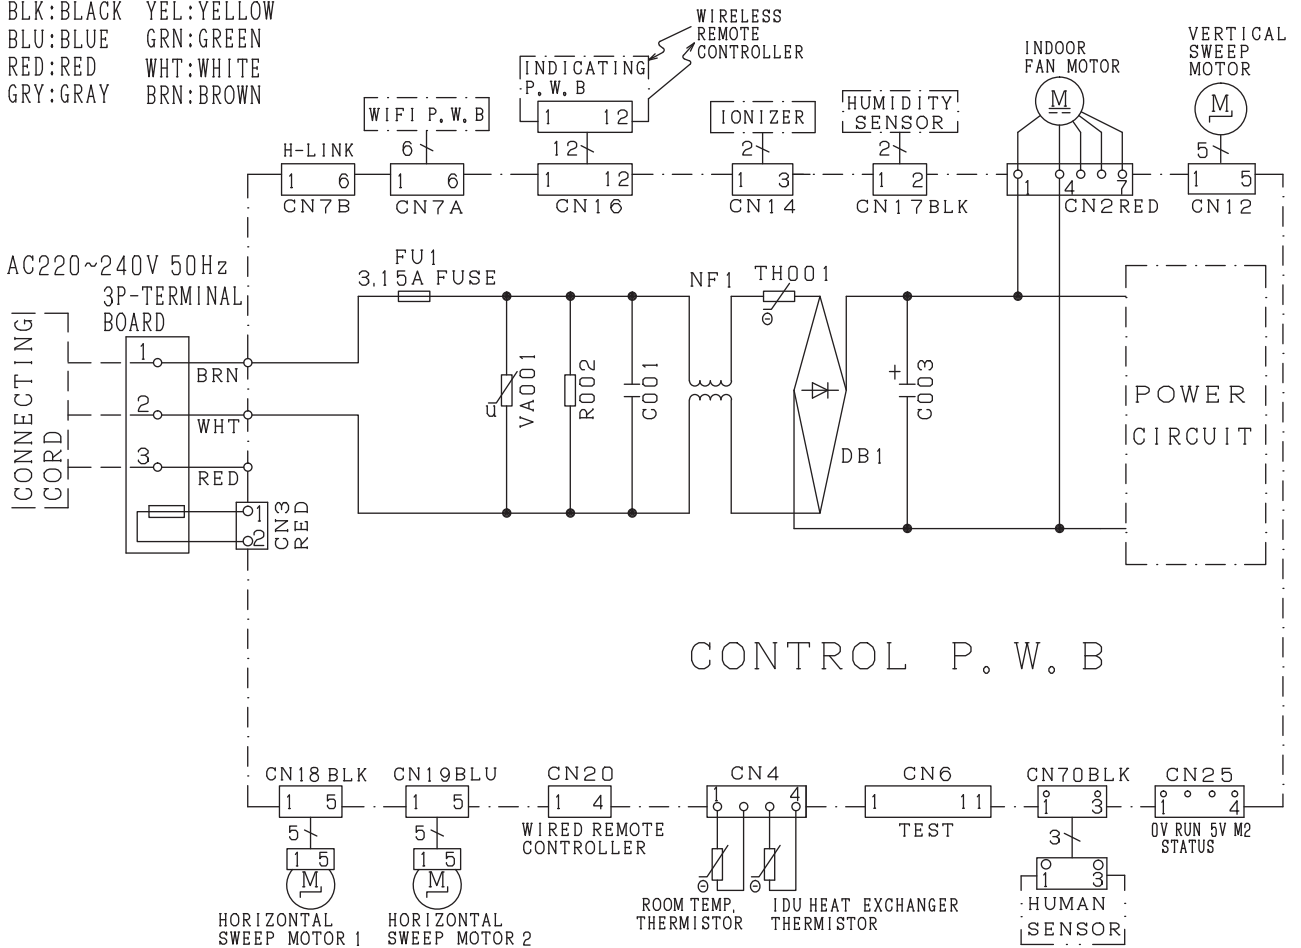 BLK:BLACK YEL:YELLOW
BLU:BLUE GRN:GREEN
RED:RED WHT:WHITE
GRY:GRAY BRN:BROWN
WIRELESS
REMOTE
CONTROLLER
INDICATING
P.W.B
1 12
12
1 12
CN16
WIFI P.W.B
6
1 6
CN7A
H-LINK
1 6
CN7B
IONIZER
2
1 3
CN14
HUMIDITY
SENSOR
2
1 2
CN17BLK
INDOOR
FAN MOTOR
M
1 4 7
CN2RED
VERTICAL
SWEEP
MOTOR
M
5
1 5
CN12
AC220~240V 50Hz
3P-TERMINAL
BOARD
CONNECTING
CORD
1
BRN
2
WHT
3
RED
1
2
CN3
RED
FU1
3.15A FUSE
u
VA001
R002
C001
NF1
TH001
DB1
+
C003
POWER
CIRCUIT
CONTROL P.W.B
CN18 BLK
1 5
5
1 5
M
HORIZONTAL
SWEEP MOTOR 1
CN19BLU
1 5
5
1 5
M
HORIZONTAL
SWEEP MOTOR 2
CN20
1 4
WIRED REMOTE
CONTROLLER
CN4
1 4
ROOM TEMP.
THERMISTOR
IDU HEAT EXCHANGER
THERMISTOR
CN6
1 11
TEST
CN70BLK
1 3
3
1 3
HUMAN
SENSOR
CN25
1 4
0V RUN 5V M2
STATUS